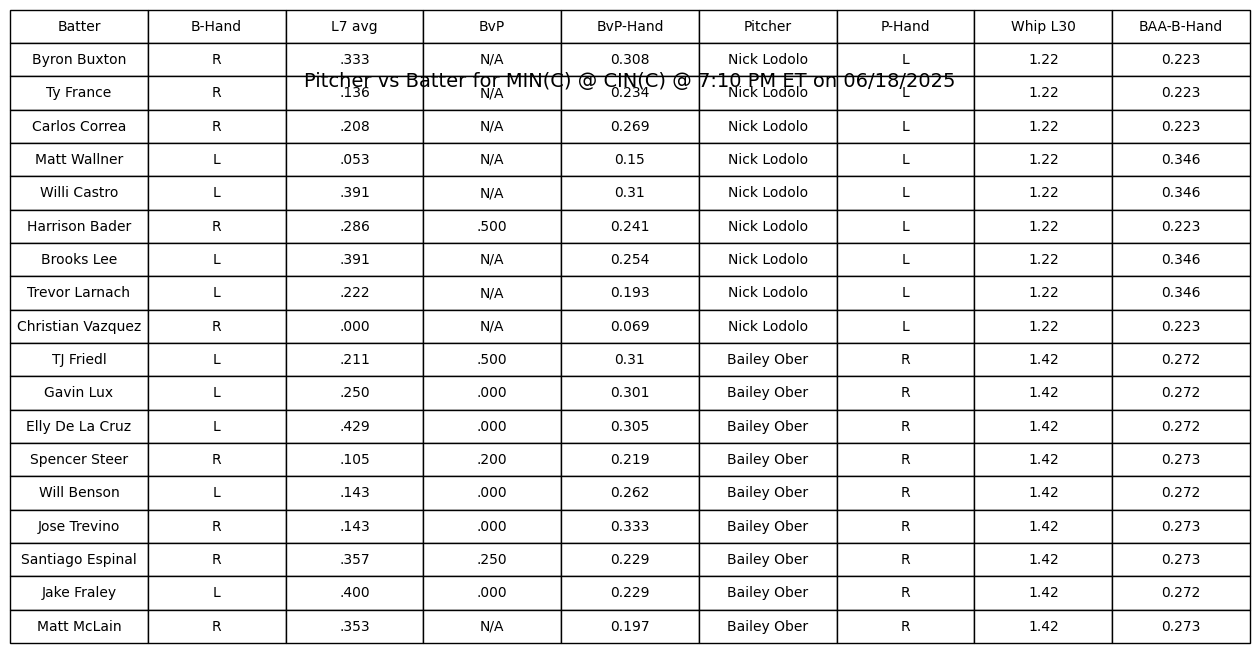 Batter B-Hand L7 avg BvP BvP-Hand Pitcher P-Hand Whip L30 BAA-B-Hand
Byron Buxton R .333 N/A 0.308 Nick Lodolo L 1.22 0.223
Pitcher vs Batter for MIN(C) @ CIN(C) @ 7:10 PM ET on 06/18/2025
Ty France R .136 N/A 0.234 Nick Lodolo L 1.22 0.223
Carlos Correa R .208 N/A 0.269 Nick Lodolo L 1.22 0.223
Matt Wallner L .053 N/A 0.15 Nick Lodolo L 1.22 0.346
Willi Castro L .391 N/A 0.31 Nick Lodolo L 1.22 0.346
Harrison Bader R .286 .500 0.241 Nick Lodolo L 1.22 0.223
Brooks Lee L .391 N/A 0.254 Nick Lodolo L 1.22 0.346
Trevor Larnach L .222 N/A 0.193 Nick Lodolo L 1.22 0.346
Christian Vazquez R .000 N/A 0.069 Nick Lodolo L 1.22 0.223
TJ Friedl L .211 .500 0.31 Bailey Ober R 1.42 0.272
Gavin Lux L .250 .000 0.301 Bailey Ober R 1.42 0.272
Elly De La Cruz L .429 .000 0.305 Bailey Ober R 1.42 0.272
Spencer Steer R .105 .200 0.219 Bailey Ober R 1.42 0.273
Will Benson L .143 .000 0.262 Bailey Ober R 1.42 0.272
Jose Trevino R .143 .000 0.333 Bailey Ober R 1.42 0.273
Santiago Espinal R .357 .250 0.229 Bailey Ober R 1.42 0.273
Jake Fraley L .400 .000 0.229 Bailey Ober R 1.42 0.272
Matt McLain R .353 N/A 0.197 Bailey Ober R 1.42 0.273